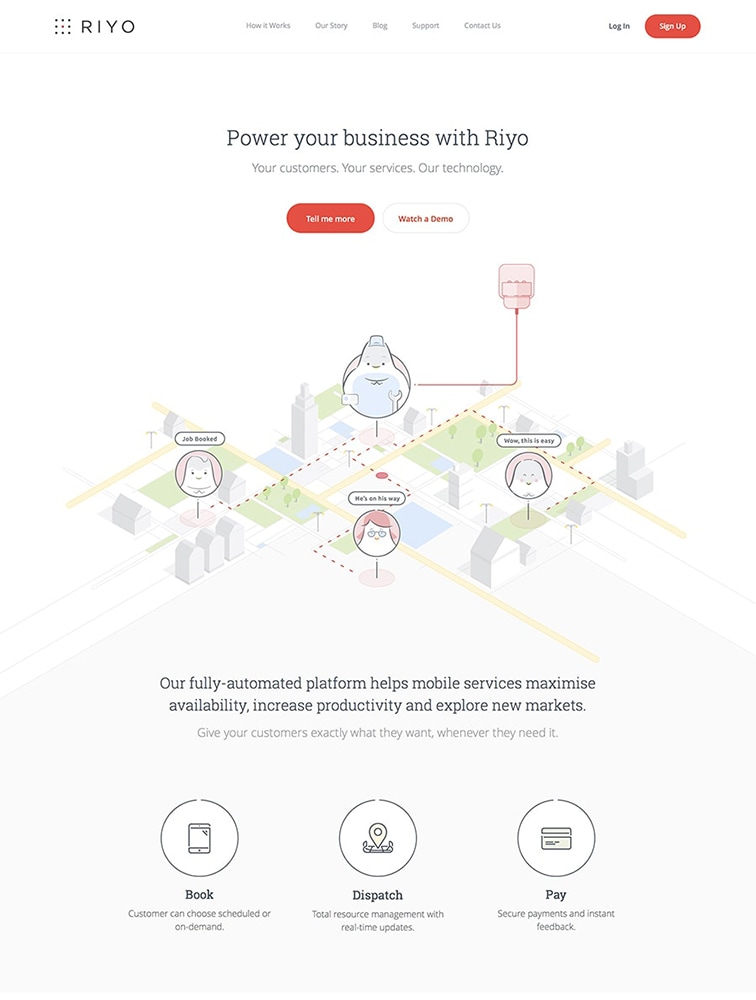 RIYO
How it Works
Our Story
Blog
Support
Contact Us
Log In
Sign Up
Power your business with Riyo
Your customers. Your services. Our technology.
Tell me more
Watch a Demo
Job Booked
Wow, this is easy
He's on his way
Our fully-automated platform helps mobile services maximise
availability, increase productivity and explore new markets.
Give your customers exactly what they want, whenever they need it.
Book
Customer can choose scheduled or
on-demand.
Dispatch
Total resource management with
real-time updates.
Pay
Secure payments and instant
feedback.